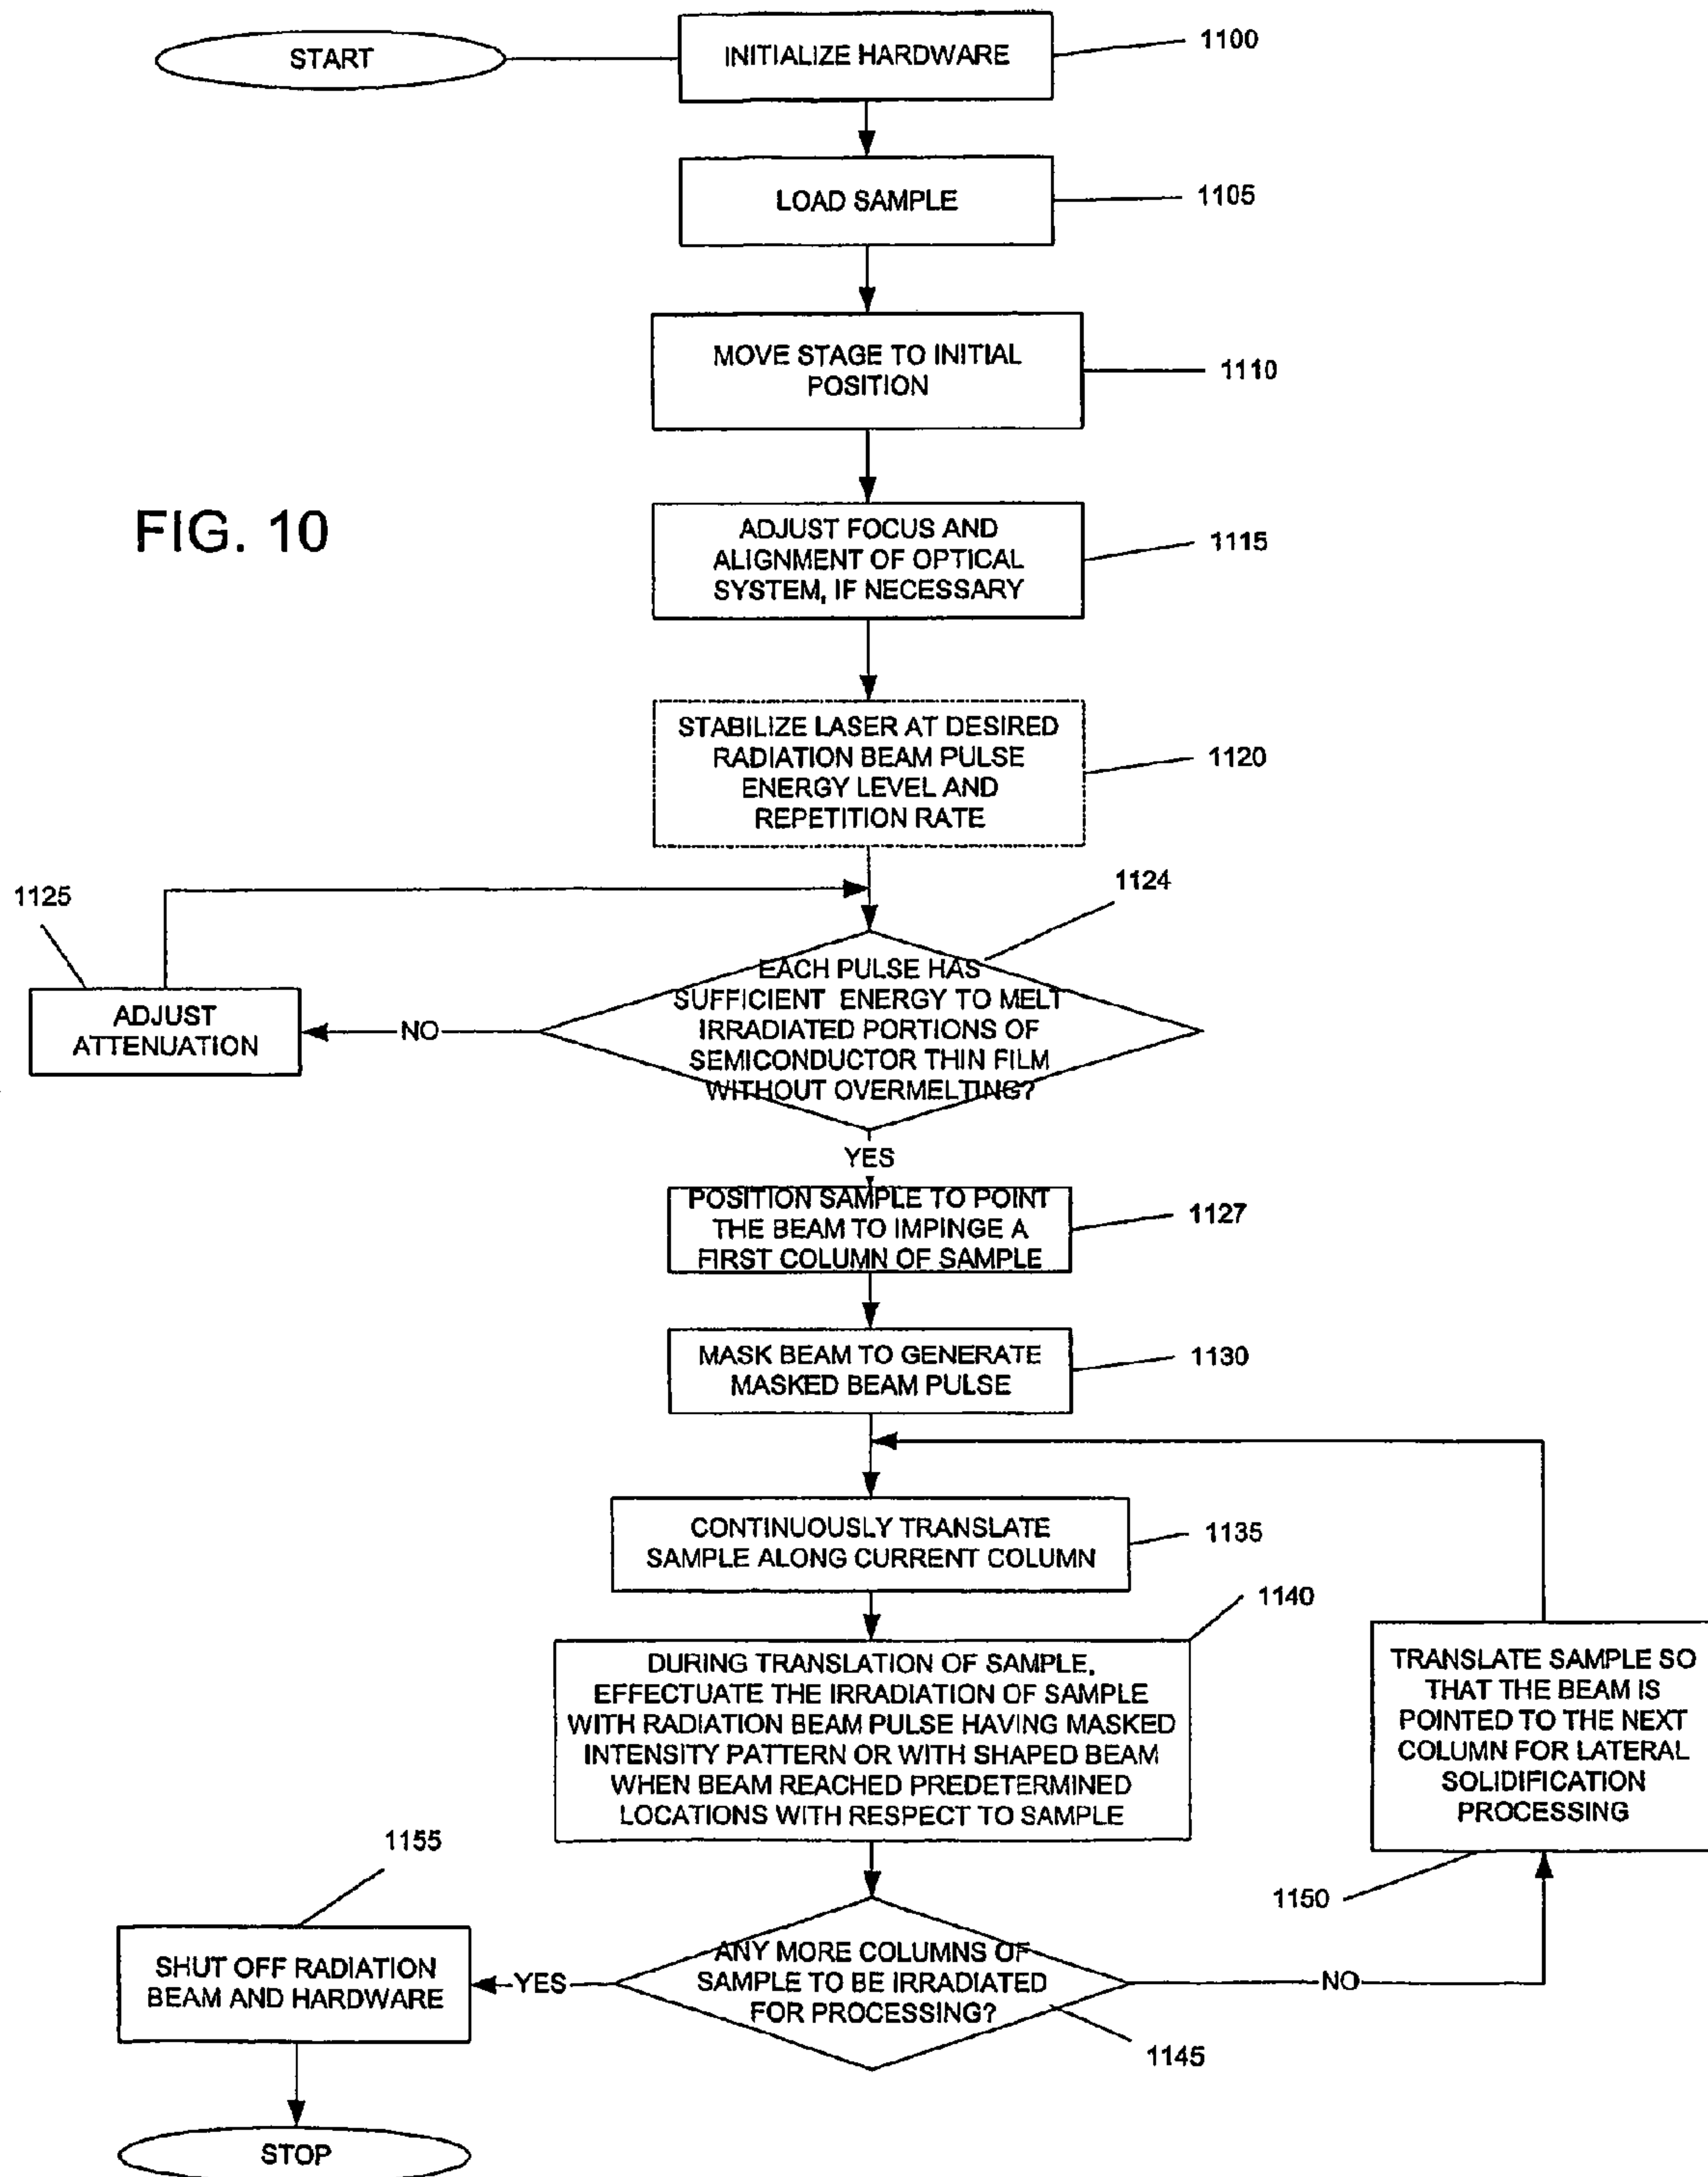 START
INITIALIZE HARDWARE
1100
LOAD SAMPLE
1105
MOVE STAGE TO INITIAL
POSITION
1110
FIG. 10
ADJUST FOCUS AND
ALIGNMENT OF OPTICAL
SYSTEM, IF NECESSARY
1115
STABILIZE LASER AT DESIRED
RADIATION BEAM PULSE
ENERGY LEVEL AND
REPETITION RATE
1120
1125
1124
ADJUST
ATTENUATION
NO
EACH PULSE HAS
SUFFICIENT ENERGY TO MELT
IRRADIATED PORTIONS OF
SEMICONDUCTOR THIN FILM
WITHOUT OVERMELTING?
YES
POSITION SAMPLE TO POINT
THE BEAM TO IMPINGE A
FIRST COLUMN OF SAMPLE
1127
MASK BEAM TO GENERATE
MASKED BEAM PULSE
1130
CONTINUOUSLY TRANSLATE
SAMPLE ALONG CURRENT COLUMN
1135
1140
DURING TRANSLATION OF SAMPLE,
EFFECTUATE THE IRRADIATION OF SAMPLE
WITH RADIATION BEAM PULSE HAVING MASKED
INTENSITY PATTERN OR WITH SHAPED BEAM
WHEN BEAM REACHED PREDETERMINED
LOCATIONS WITH RESPECT TO SAMPLE
TRANSLATE SAMPLE SO
THAT THE BEAM IS
POINTED TO THE NEXT
COLUMN FOR LATERAL
SOLIDIFICATION
PROCESSING
1150
1155
SHUT OFF RADIATION
BEAM AND HARDWARE
YES
ANY MORE COLUMNS OF
SAMPLE TO BE IRRADIATED
FOR PROCESSING?
NO
1145
STOP